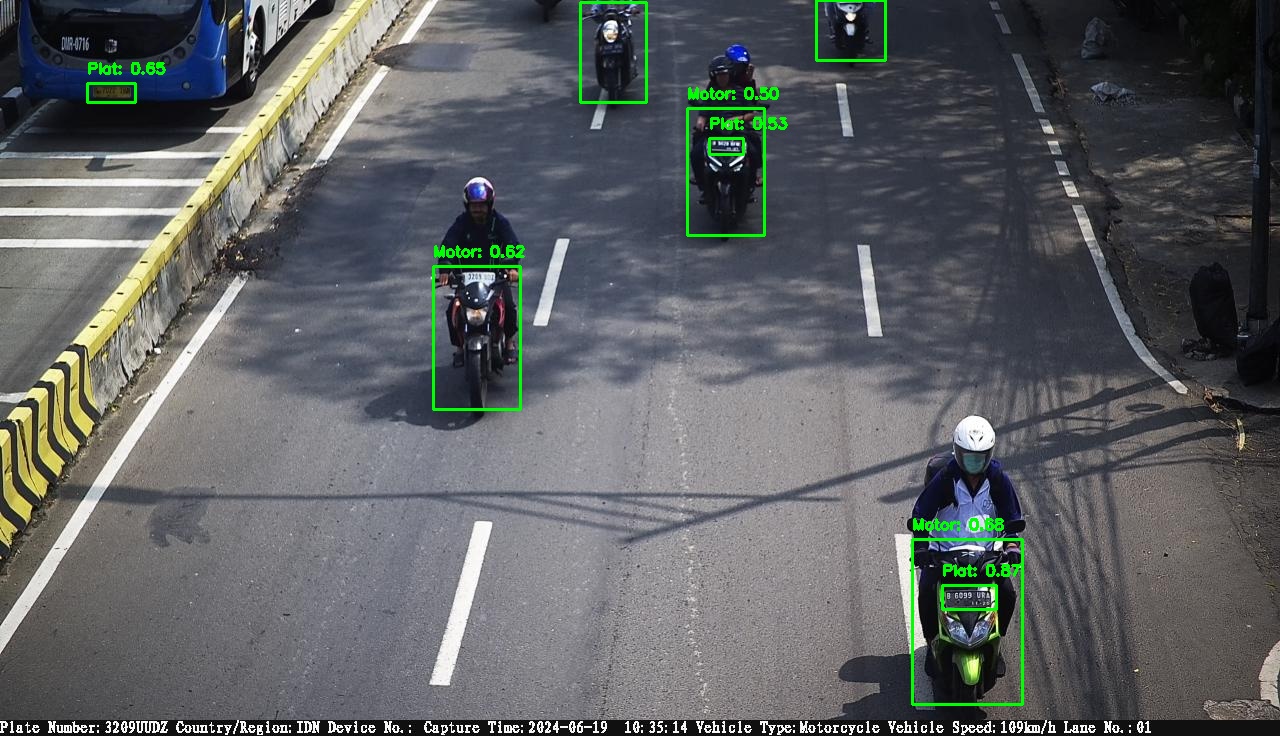 DMR-0716
Plat: 0.65
Motor: 0.50
Plat: 0.53
Motor: 0.62
3209 UDZ
Motor: 0.68
Plat: 0.87
B 6099 URA
Plate Number:3209UUDZ Country/Region:IDN Device No.: Capture Time:2024-06-19 10:35:14 Vehicle Type:Motorcycle Vehicle Speed:109km/h Lane No.:01